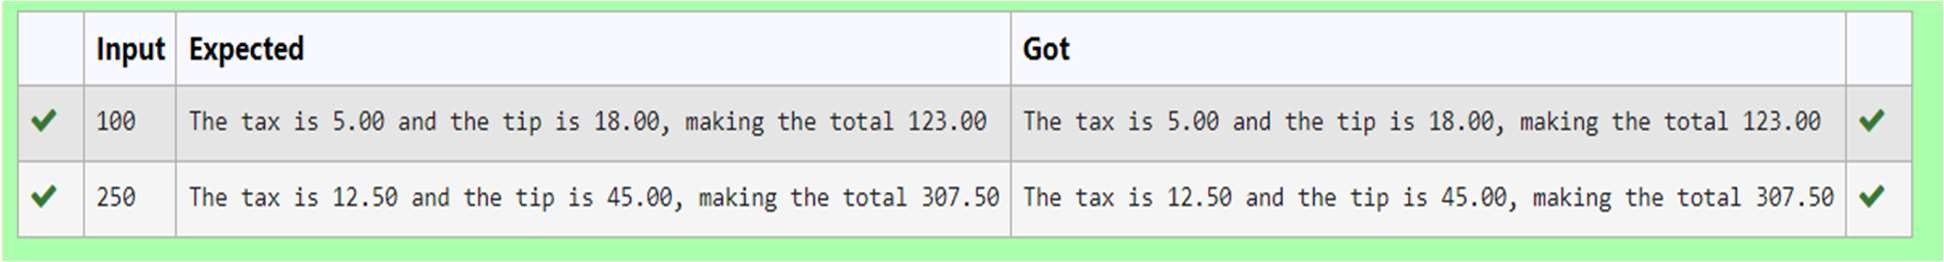 Input Expected Got
100 The tax is 5.00 and the tip is 18.00, making the total 123.00 The tax is 5.00 and the tip is 18.00, making the total 123.00
250 The tax is 12.50 and the tip is 45.00, making the total 307.50 The tax is 12.50 and the tip is 45.00, making the total 307.50